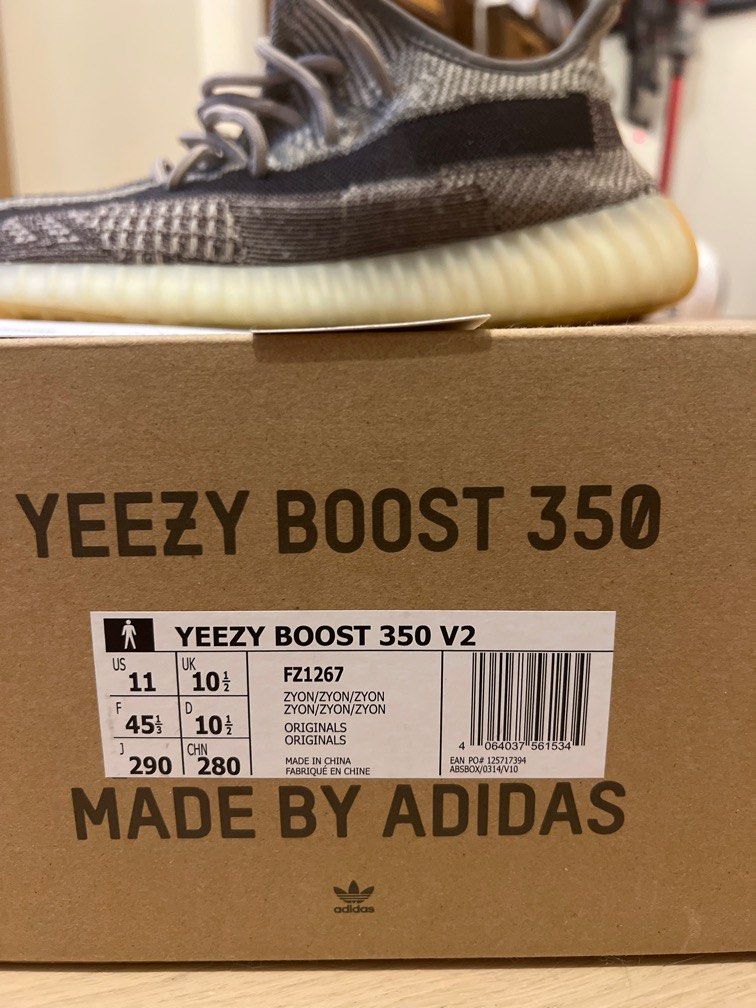 YEEZY BOOST 350
YEEZY BOOST 350 V2
US 11 UK 10½
F 45⅓ D 10½
J 290 CHN 280
FZ1267
ZYON/ZYON/ZYON
ZYON/ZYON/ZYON
ORIGINALS
ORIGINALS
MADE IN CHINA
FABRIQUÉ EN CHINE
4 064037 561534
EAN PO# 125717394
ABSBOX/0314/V10
MADE BY ADIDAS
adidas